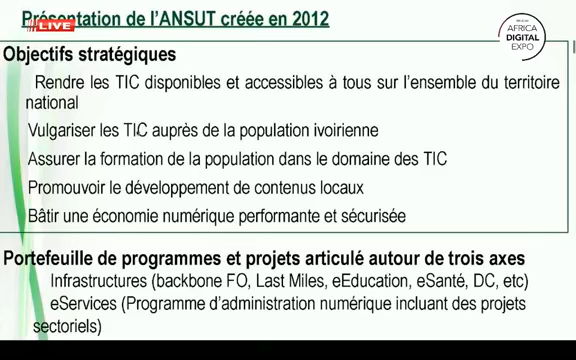 Présentation de l'ANSUT créée en 2012
#LIVE
AFRICA
DIGITAL
EXPO
Objectifs stratégiques
Rendre les TIC disponibles et accessibles à tous sur l'ensemble du territoire
national
Vulgariser les TIC auprès de la population ivoirienne
Assurer la formation de la population dans le domaine des TIC
Promouvoir le développement de contenus locaux
Bâtir une économie numérique performante et sécurisée
Portefeuille de programmes et projets articulé autour de trois axes
Infrastructures (backbone FO, Last Miles, eEducation, eSanté, DC, etc)
eServices (Programme d'administration numérique incluant des projets
sectoriels)